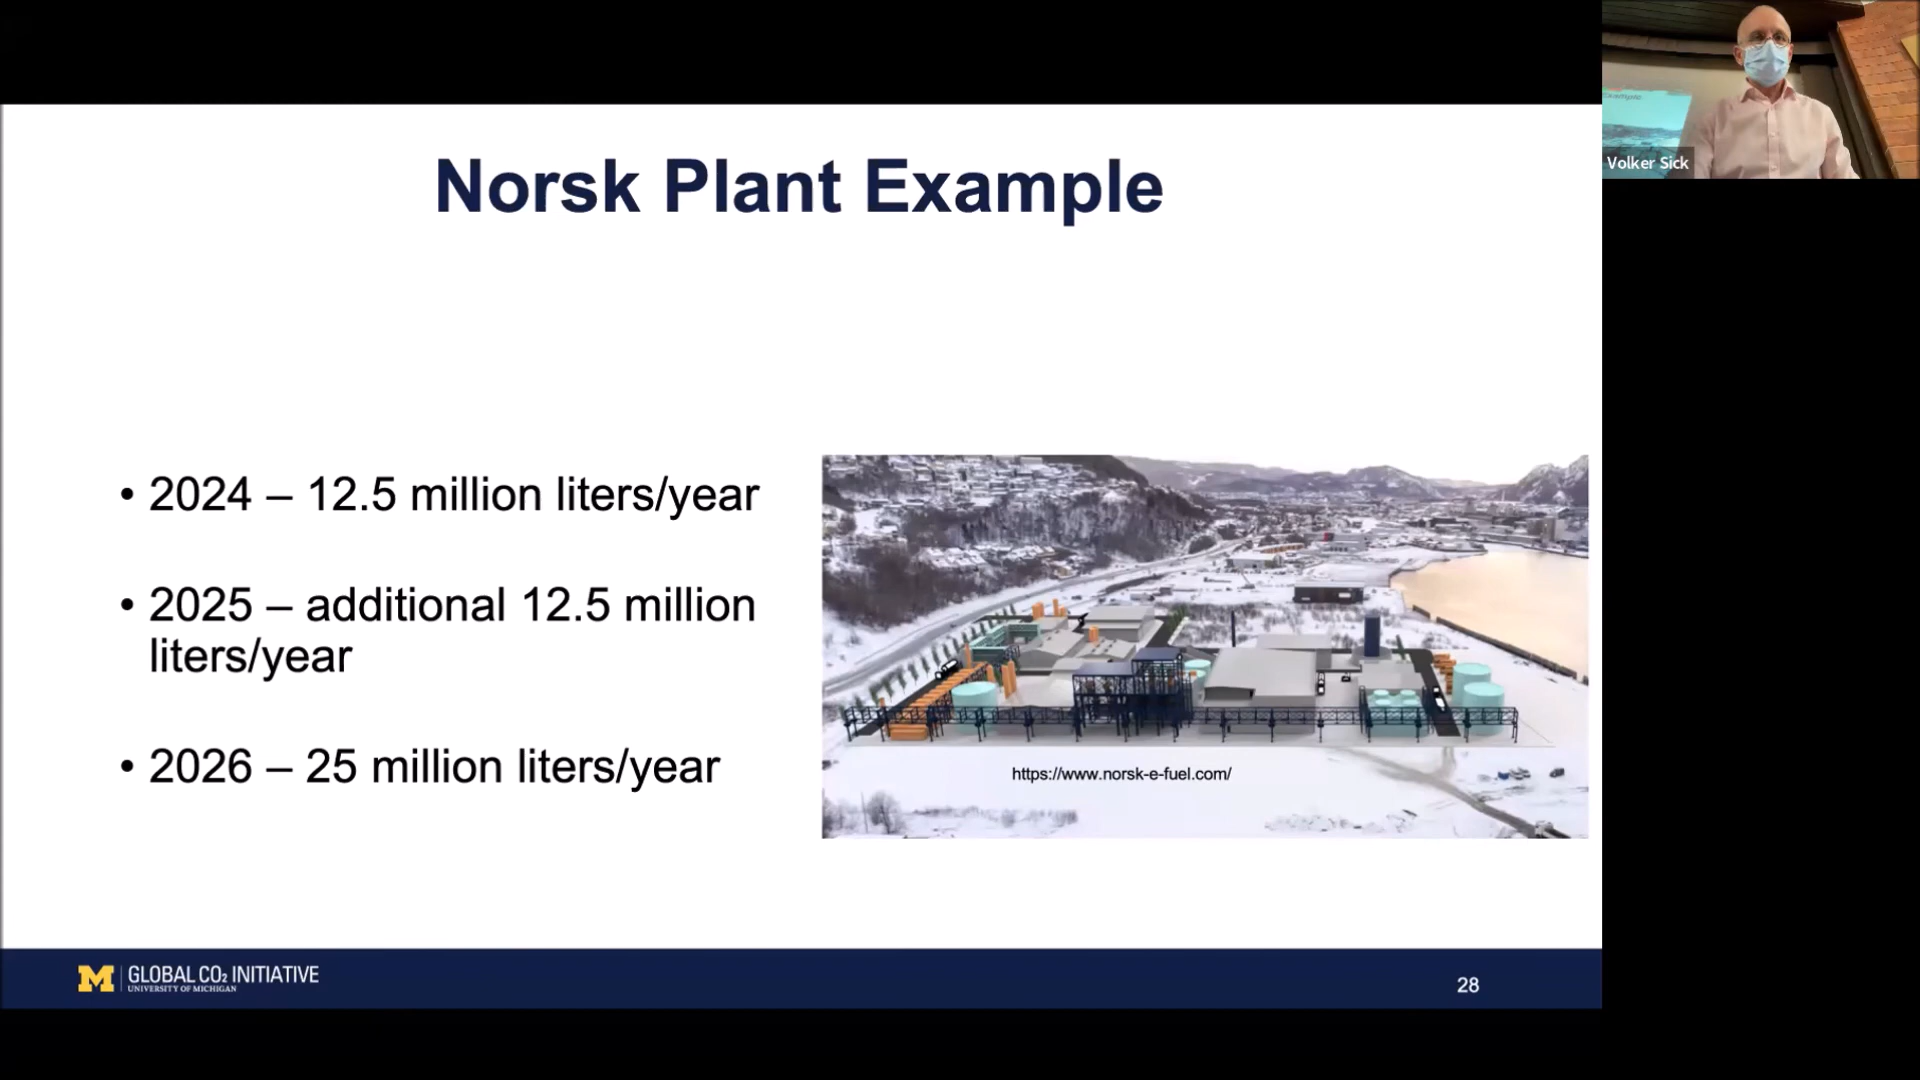 Norsk Plant Example
• 2024 – 12.5 million liters/year
• 2025 – additional 12.5 million
liters/year
• 2026 – 25 million liters/year
https://www.norsk-e-fuel.com/
M GLOBAL CO₂ INITIATIVE
UNIVERSITY OF MICHIGAN
28
Volker Sick